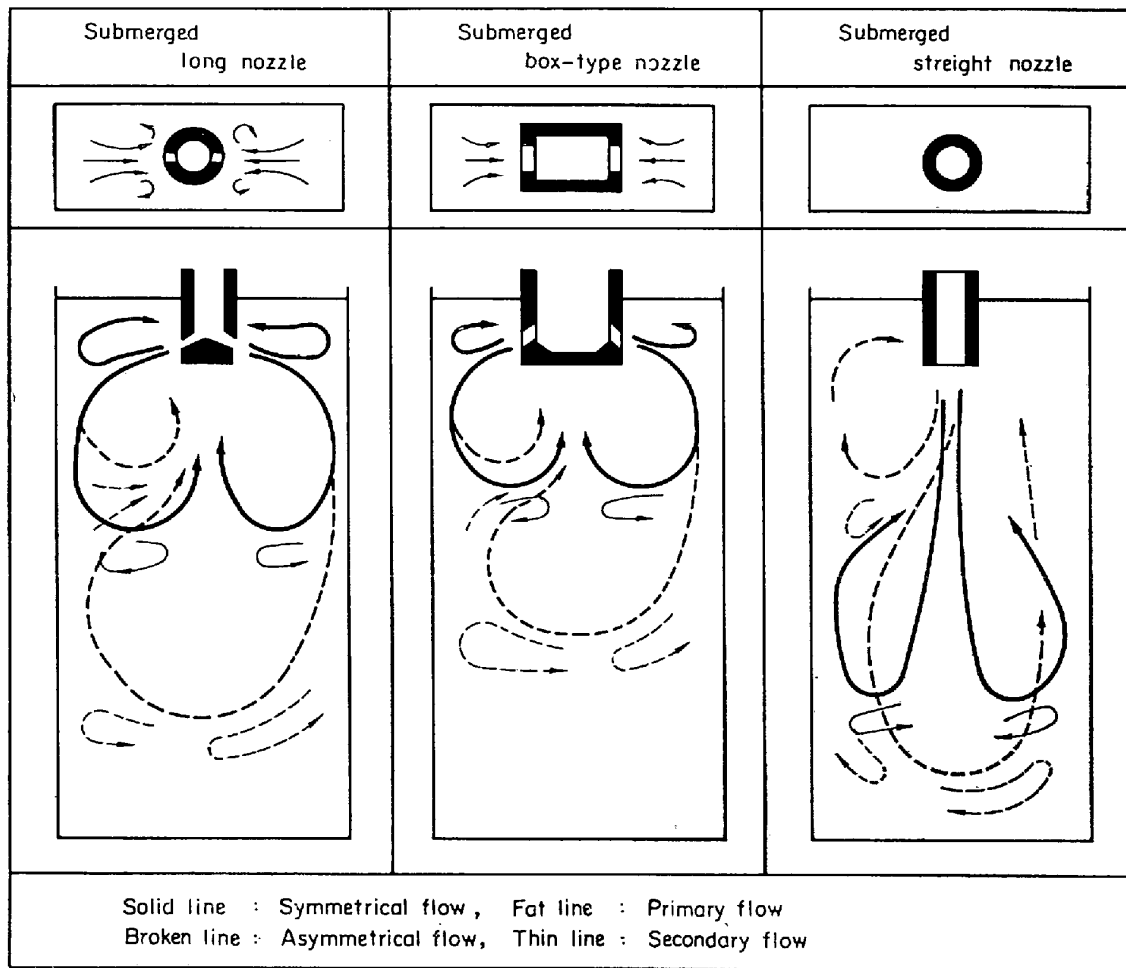 Submerged
long nozzle
Submerged
box-type nozzle
Submerged
streight nozzle
Solid line : Symmetrical flow , Fat line : Primary flow
Broken line : Asymmetrical flow, Thin line : Secondary flow